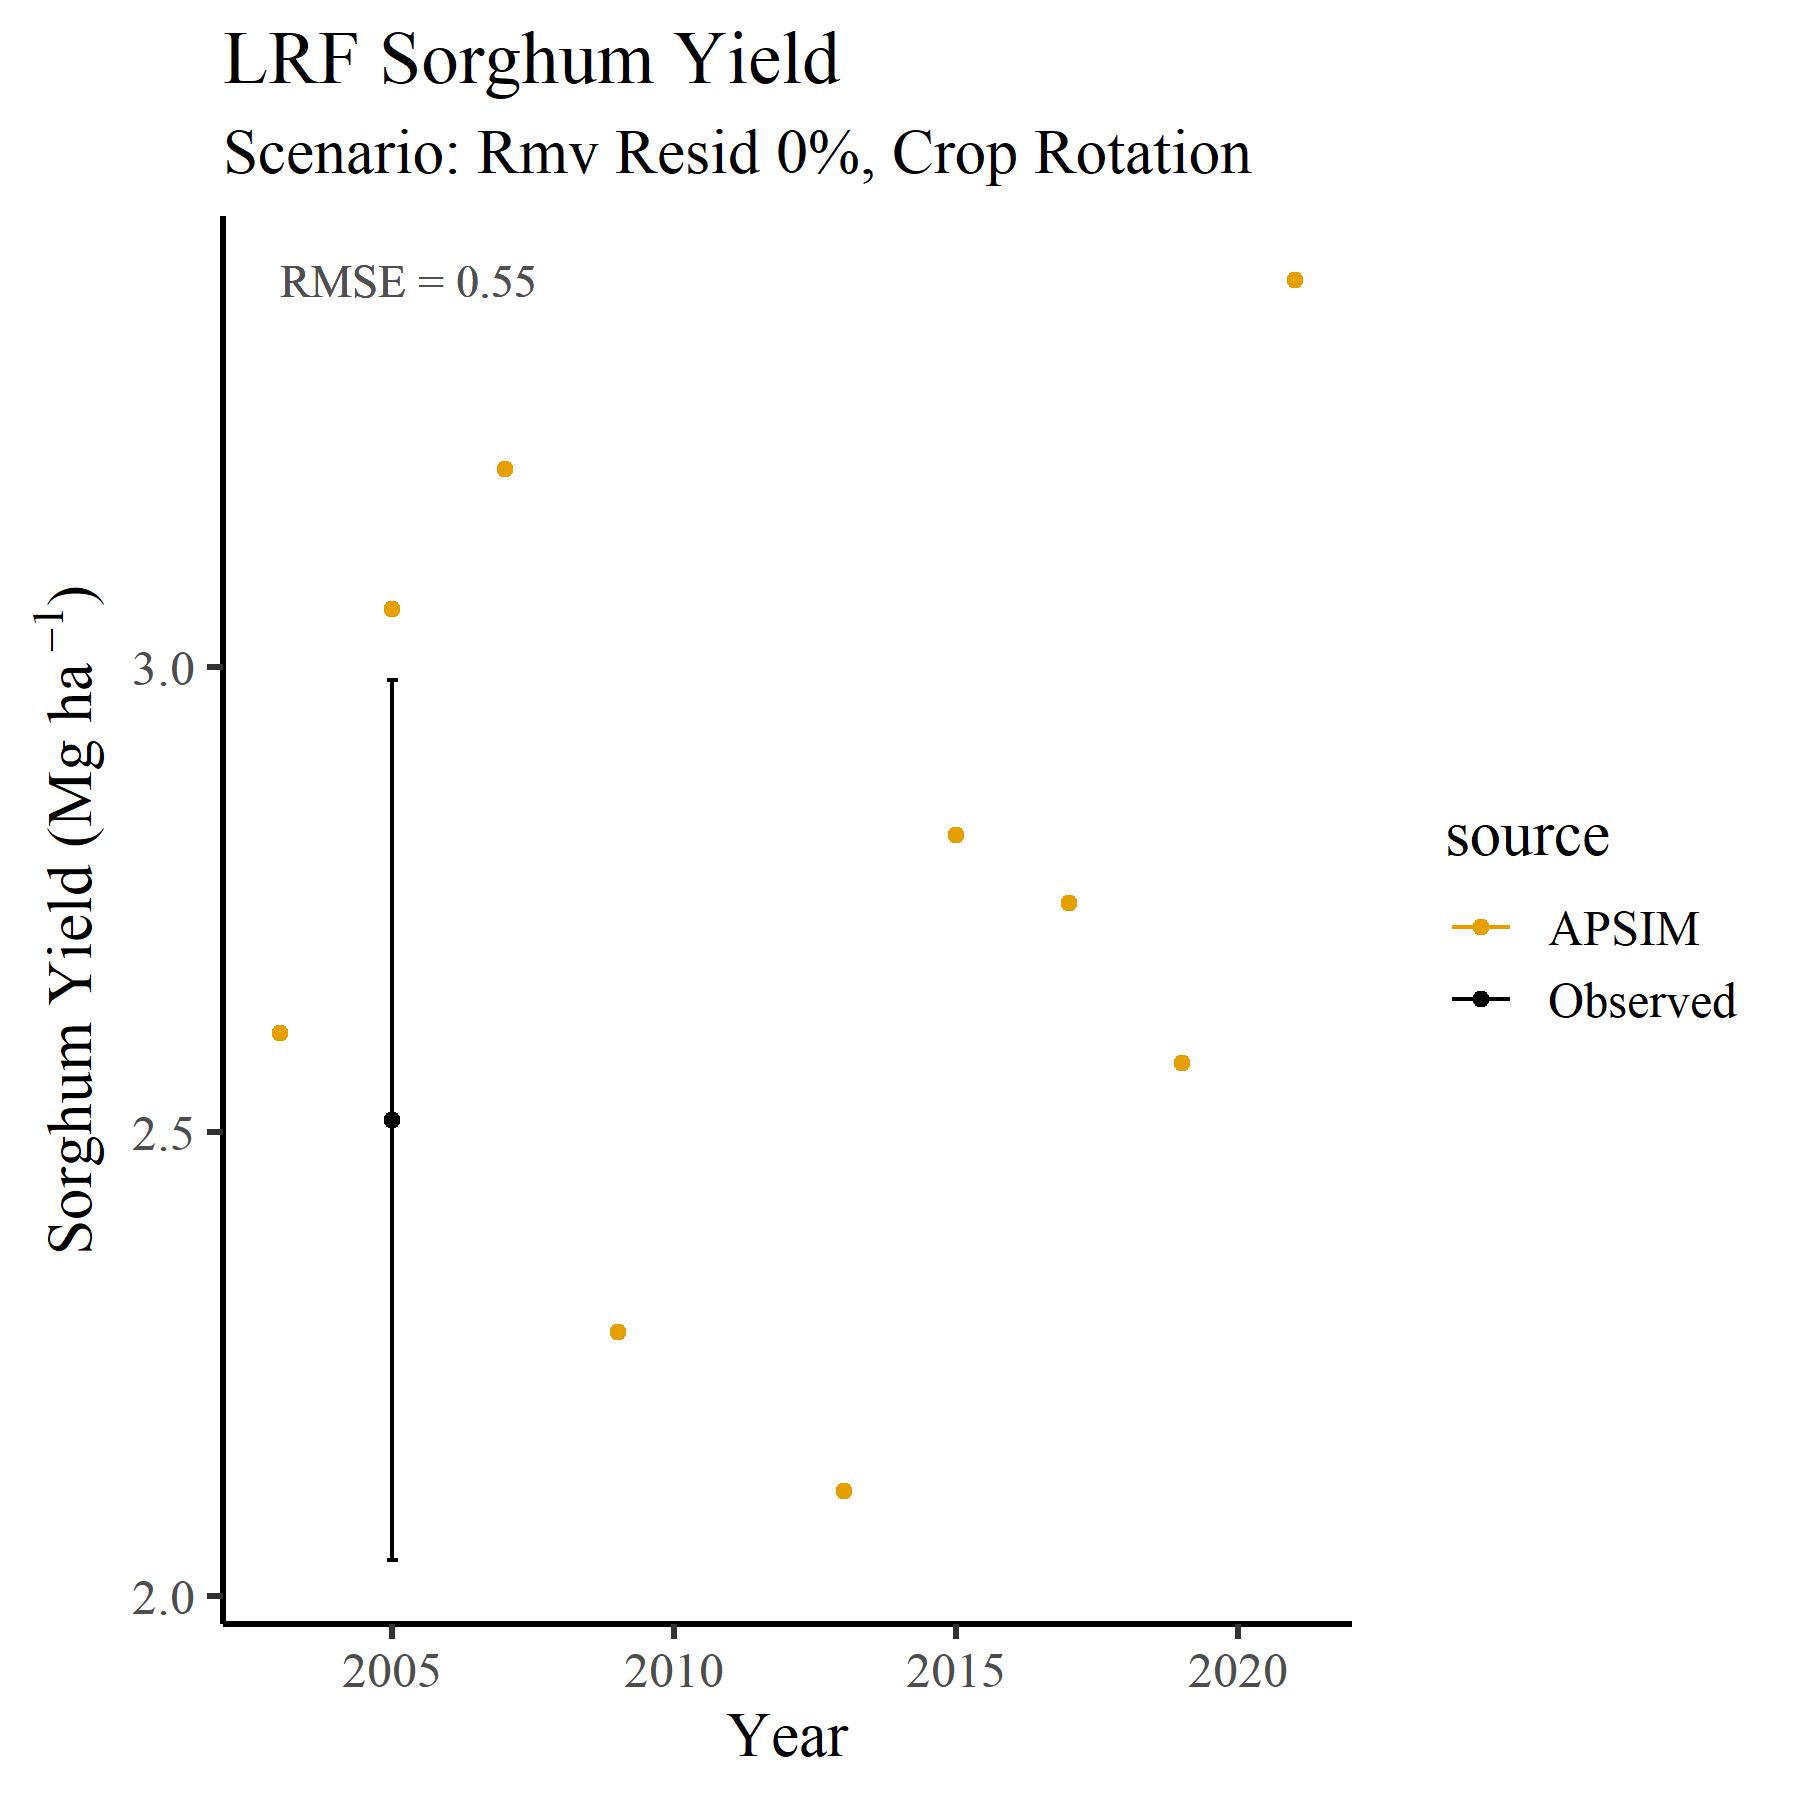 LRF Sorghum Yield
Scenario: Rmv Resid 0%, Crop Rotation
RMSE = 0.55
Sorghum Yield (Mg ha⁻¹)
3.0
2.5
2.0
2005 2010 2015 2020
Year
source
APSIM
Observed